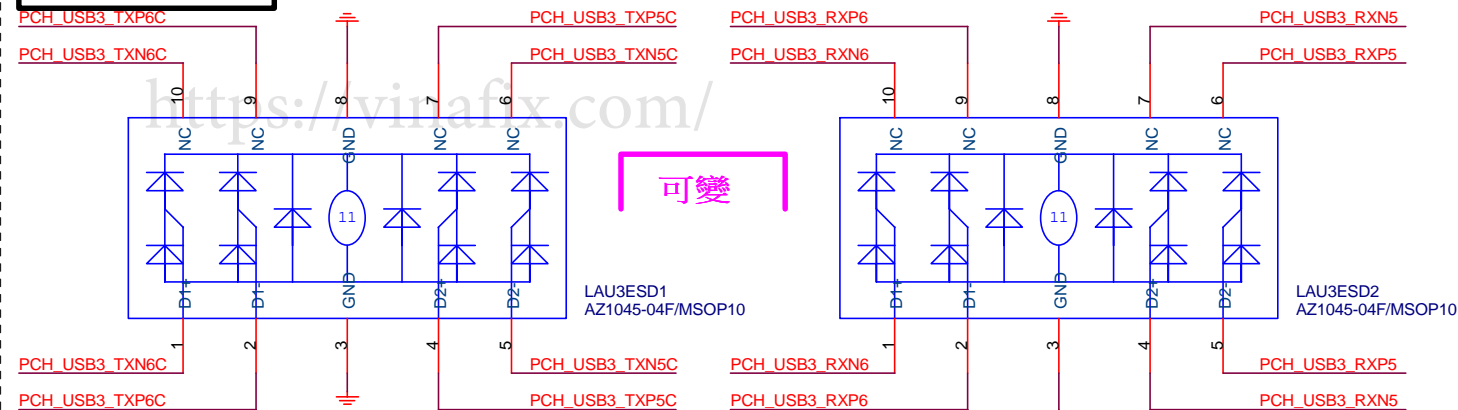 PCH_USB3_TXP6C
PCH_USB3_TXP5C
PCH_USB3_RXP6
PCH_USB3_RXN5
PCH_USB3_TXN6C
PCH_USB3_TXN5C
PCH_USB3_RXN6
PCH_USB3_RXP5
https://vinafix.com/
10 9 8 7 6
10 9 8 7 6
NC NC GND NC NC
NC NC GND NC NC
可變
11
11
D1+ D1- GND D2+ D2-
D1+ D1- GND D2+ D2-
LAU3ESD1
AZ1045-04F/MSOP10
LAU3ESD2
AZ1045-04F/MSOP10
1 2 3 4 5
1 2 3 4 5
PCH_USB3_TXN6C
PCH_USB3_TXN5C
PCH_USB3_RXN6
PCH_USB3_RXP5
PCH_USB3_TXP6C
PCH_USB3_TXP5C
PCH_USB3_RXP6
PCH_USB3_RXN5